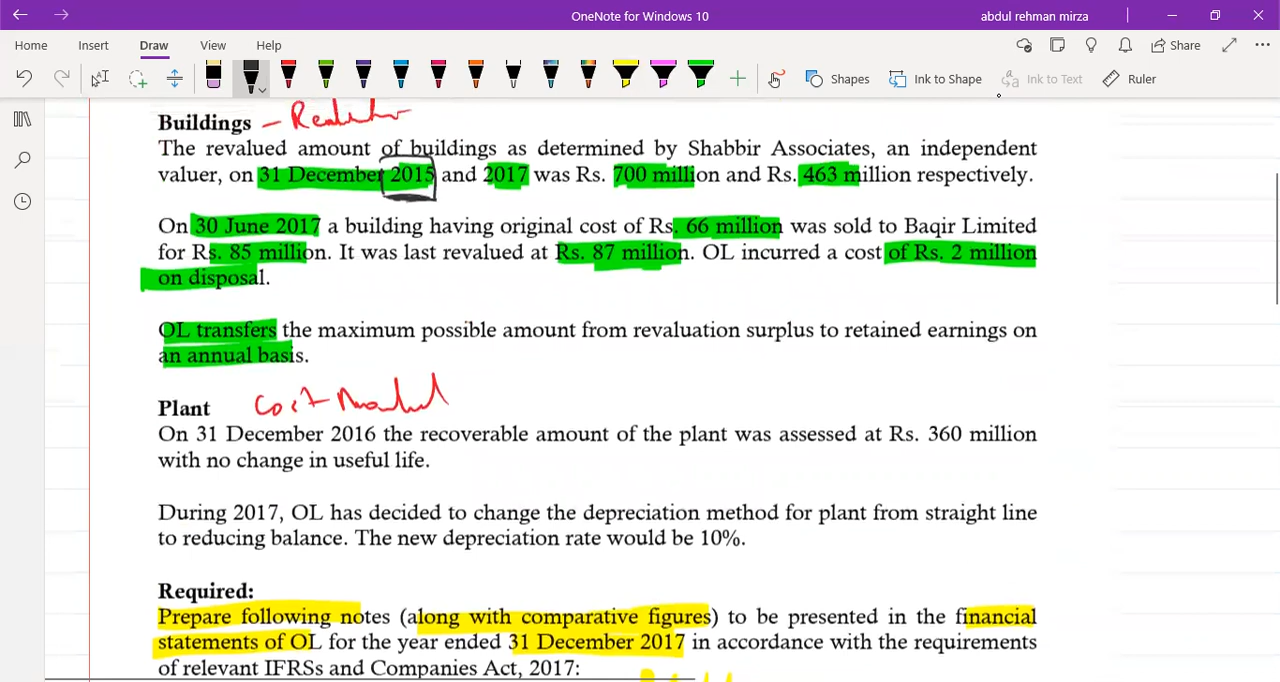 OneNote for Windows 10
abdul rehman mirza
Home Insert Draw View Help
Share
Shapes Ink to Shape Ink to Text Ruler
Buildings
The revalued amount of buildings as determined by Shabbir Associates, an independent
valuer, on 31 December 2015 and 2017 was Rs. 700 million and Rs. 463 million respectively.
On 30 June 2017 a building having original cost of Rs. 66 million was sold to Baqir Limited
for Rs. 85 million. It was last revalued at Rs. 87 million. OL incurred a cost of Rs. 2 million
on disposal.
OL transfers the maximum possible amount from revaluation surplus to retained earnings on
an annual basis.
Plant Cost Model
On 31 December 2016 the recoverable amount of the plant was assessed at Rs. 360 million
with no change in useful life.
During 2017, OL has decided to change the depreciation method for plant from straight line
to reducing balance. The new depreciation rate would be 10%.
Required:
Prepare following notes (along with comparative figures) to be presented in the financial
statements of OL for the year ended 31 December 2017 in accordance with the requirements
of relevant IFRSs and Companies Act, 2017: